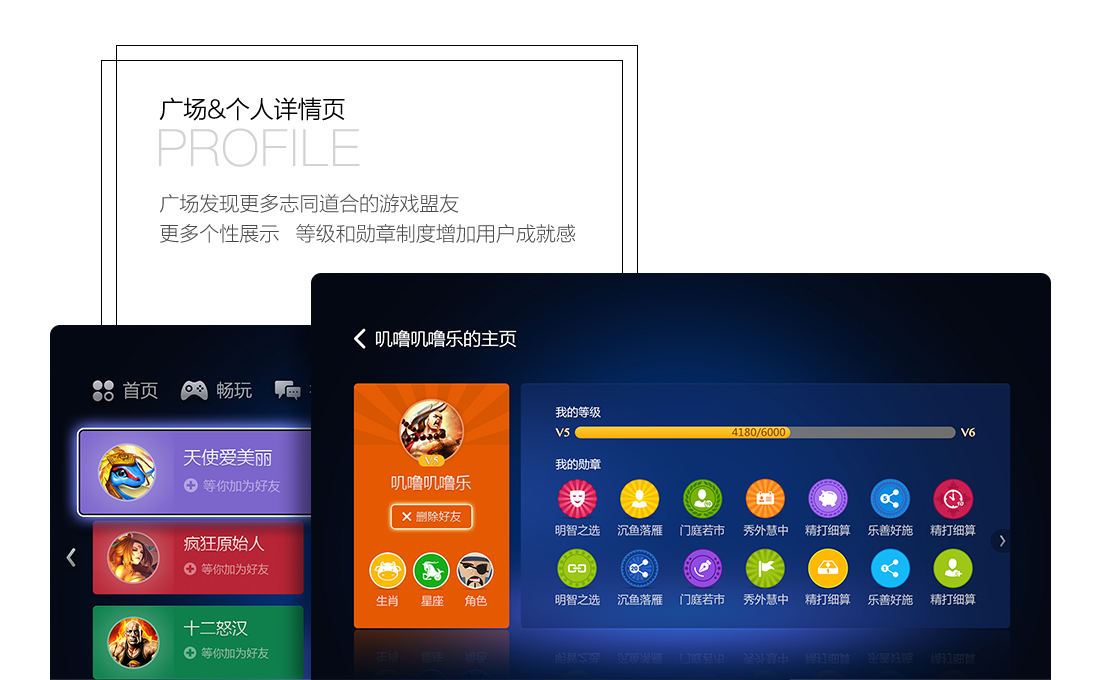 广场&个人详情页
PROFILE
广场发现更多志同道合的游戏盟友
更多个性展示 等级和勋章制度增加用户成就感
首页 畅玩
天使爱美丽
等你加为好友
疯狂原始人
等你加为好友
十二怒汉
等你加为好友
叽噜叽噜乐的主页
V5
叽噜叽噜乐
删除好友
生肖 星座 角色
我的等级
V5 4180/6000 V6
我的勋章
明智之选 沉鱼落雁 门庭若市 秀外慧中 精打细算 乐善好施 精打细算
明智之选 沉鱼落雁 门庭若市 秀外慧中 精打细算 乐善好施 精打细算